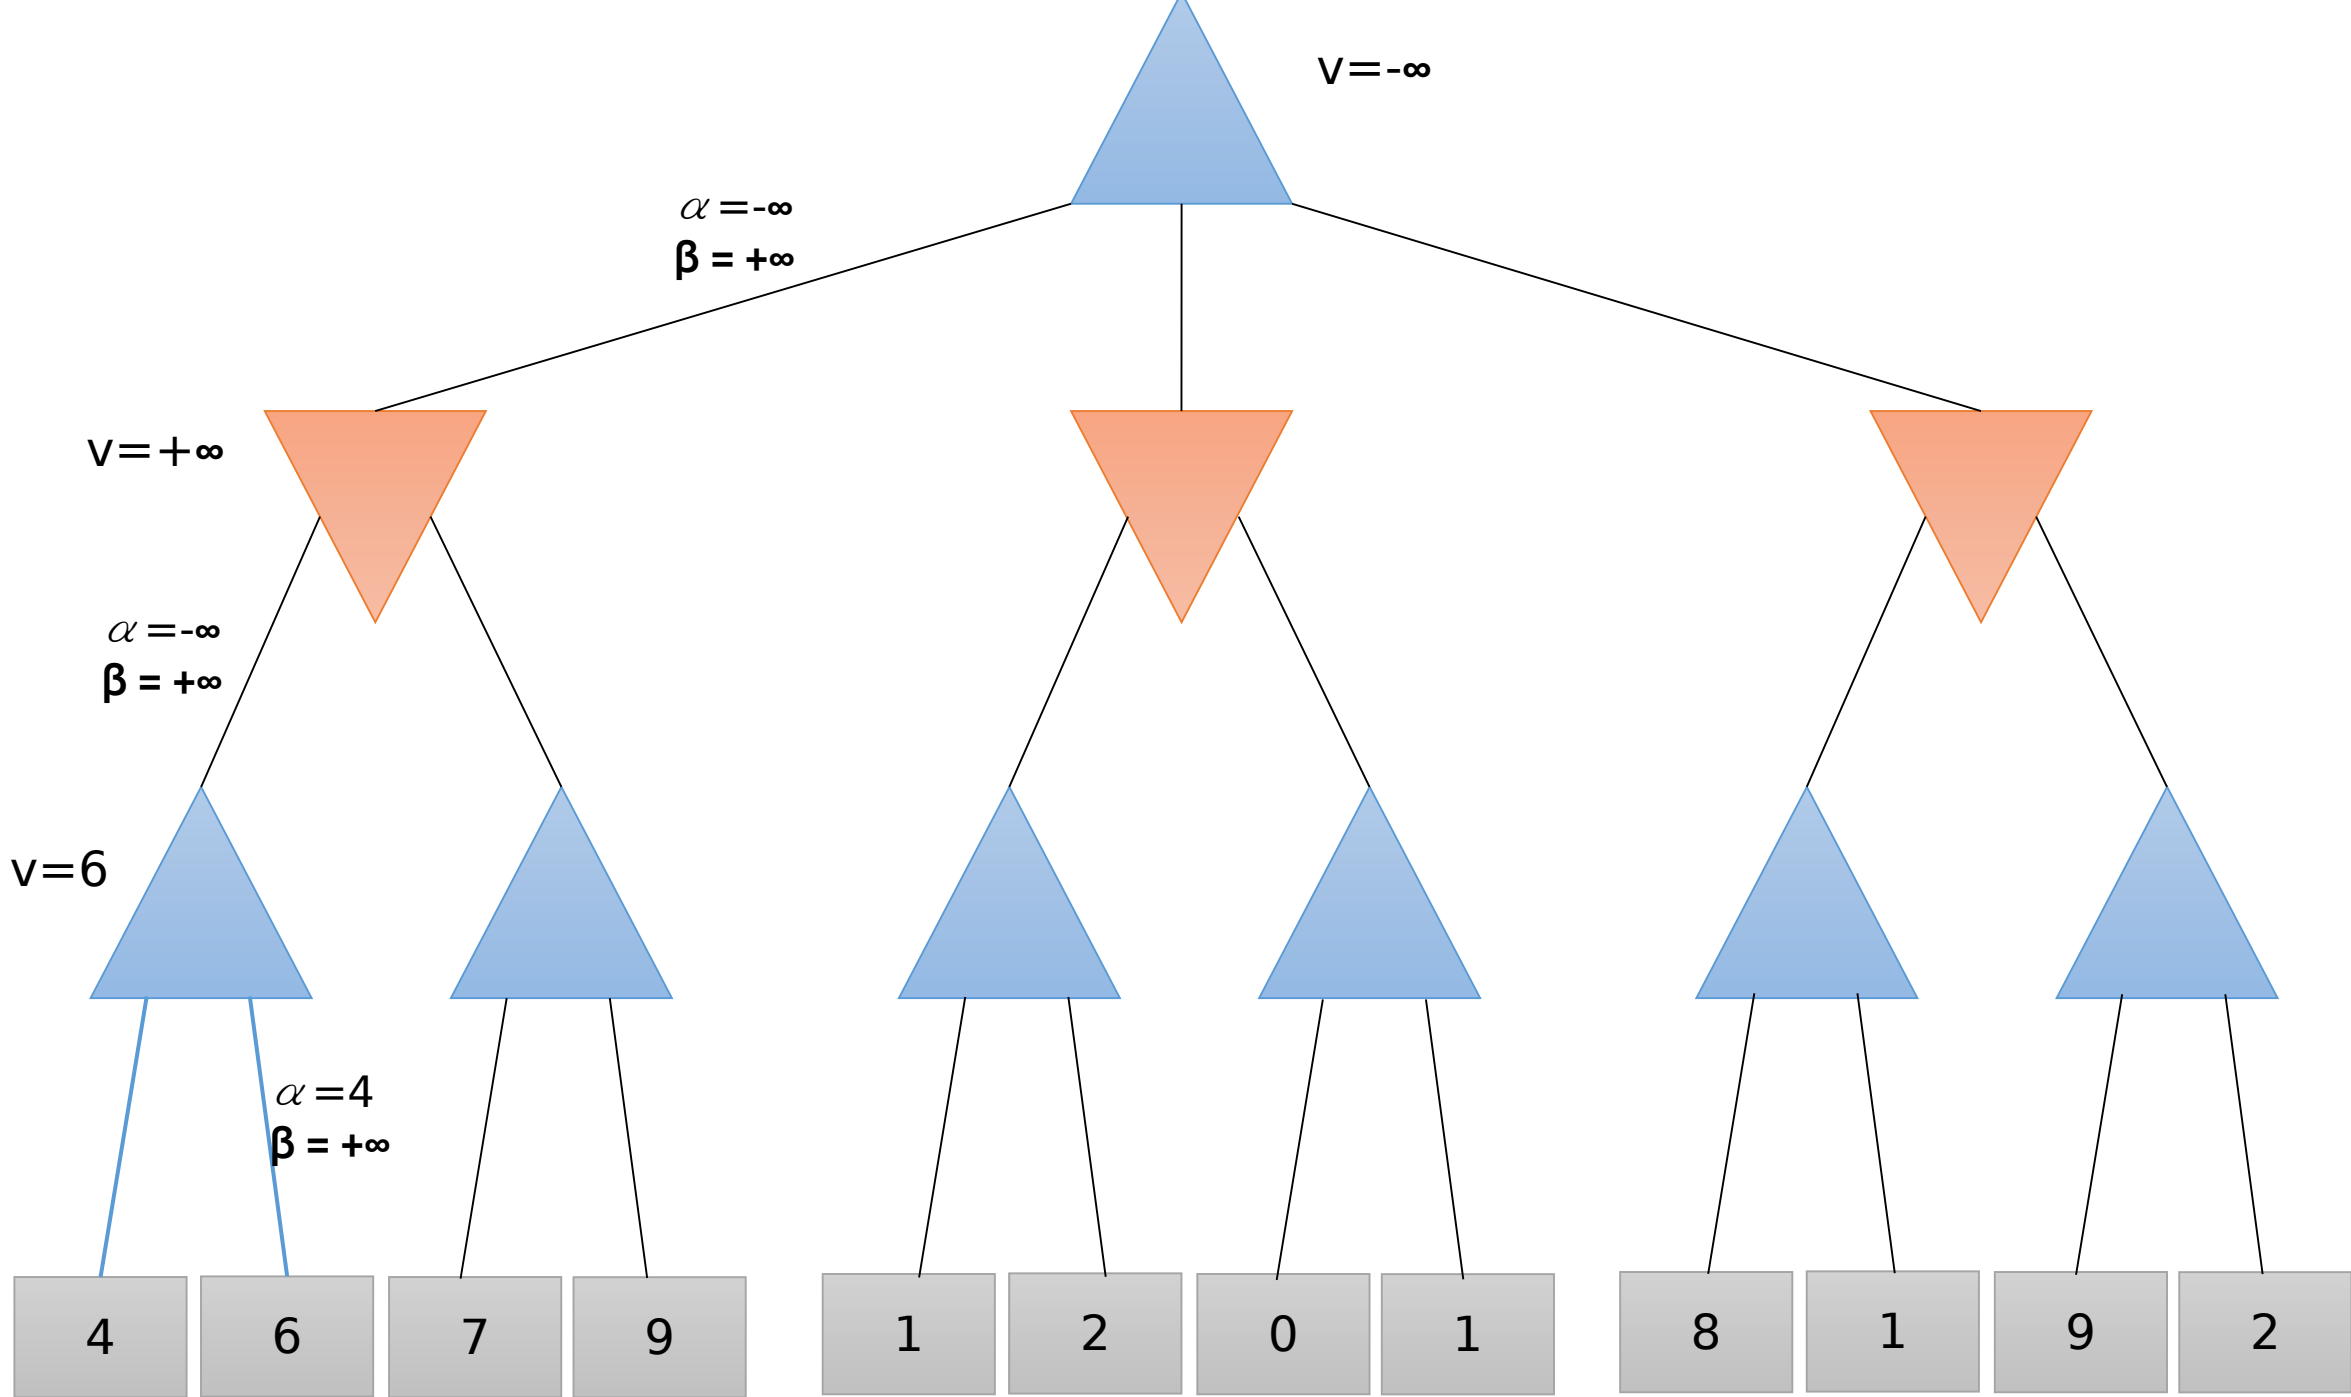 v=-∞
α =-∞
β = +∞
v=+∞
α =-∞
β = +∞
v=6
α =4
β = +∞
4 6 7 9 1 2 0 1 8 1 9 2